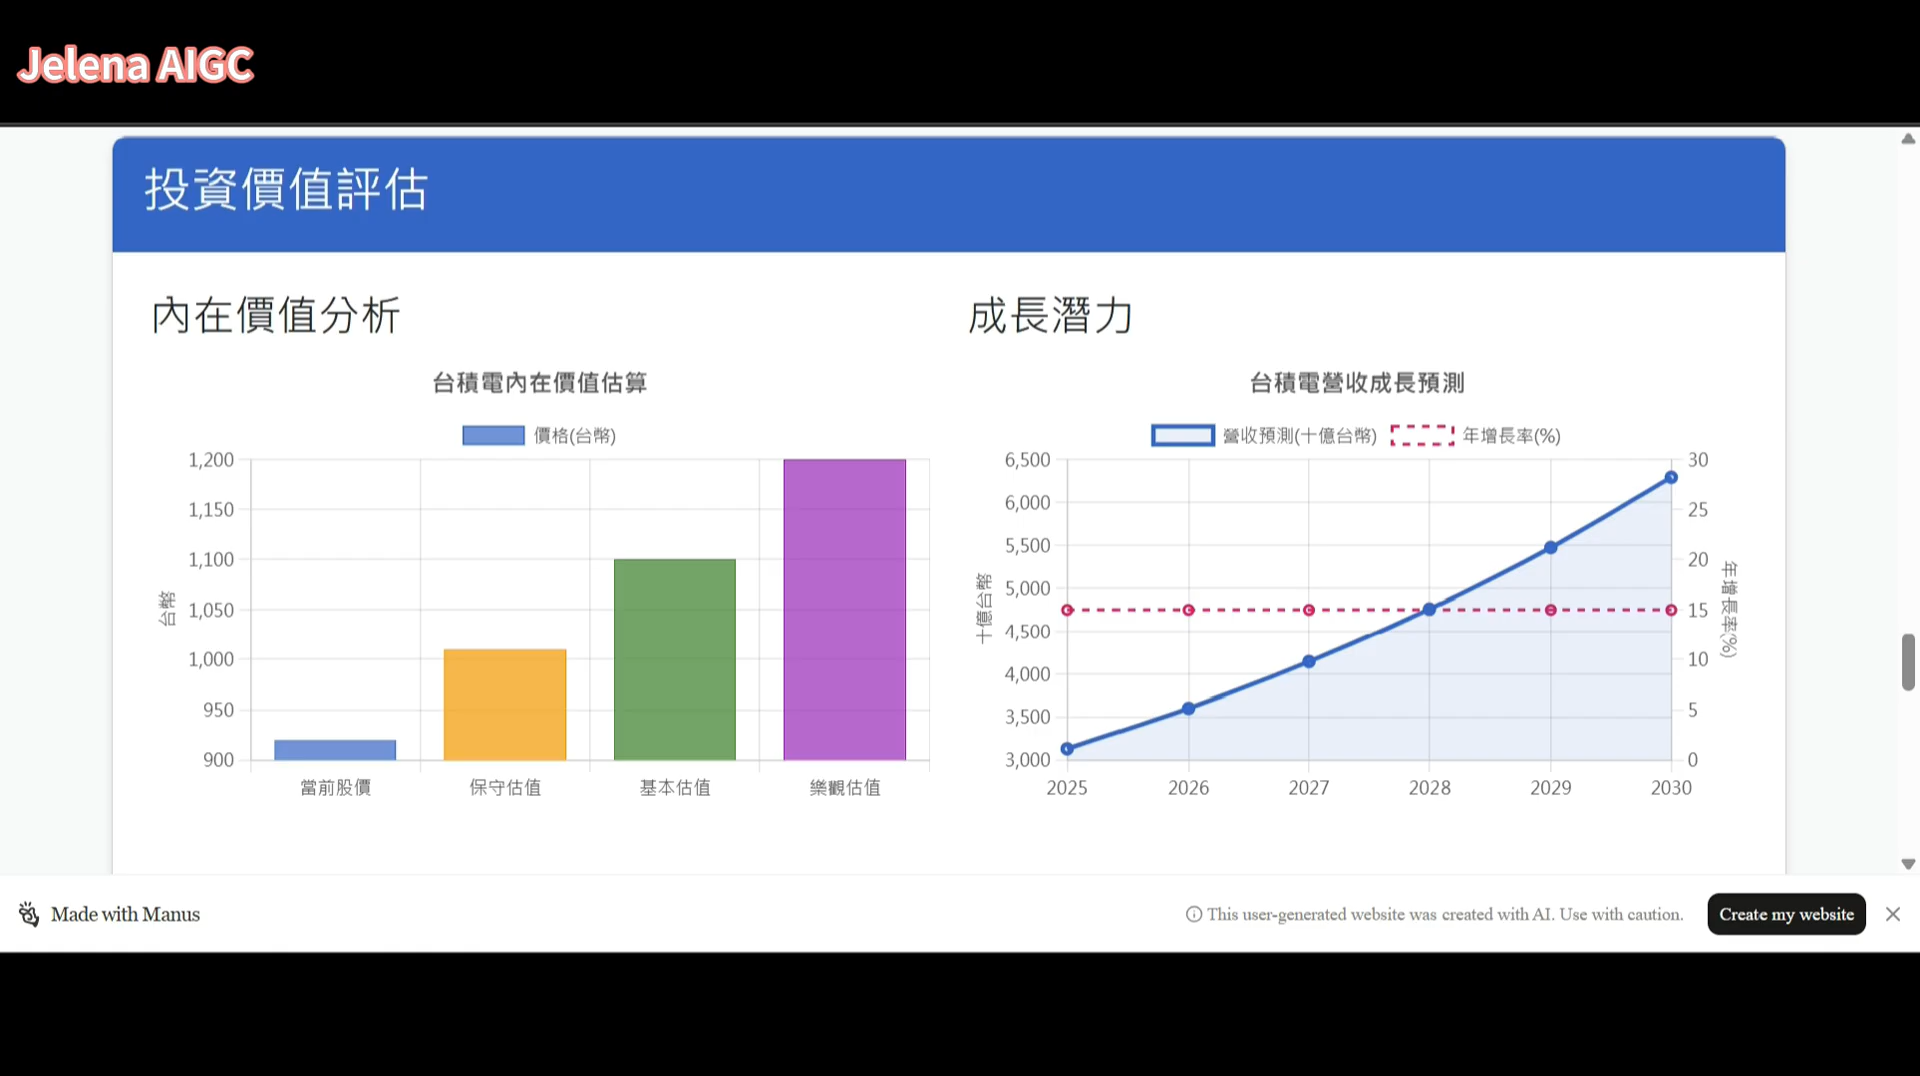 Jelena AIGC
投資價值評估
內在價值分析
台積電內在價值估算
價格(台幣)
1,200
1,150
1,100
1,050
1,000
950
900
台幣
當前股價 保守估值 基本估值 樂觀估值
成長潛力
台積電營收成長預測
營收預測(十億台幣) 年增長率(%)
6,500
6,000
5,500
5,000
4,500
4,000
3,500
3,000
十億台幣
30
25
20
15
10
5
0
年增長率(%)
2025 2026 2027 2028 2029 2030
Made with Manus
This user-generated website was created with AI. Use with caution.
Create my website